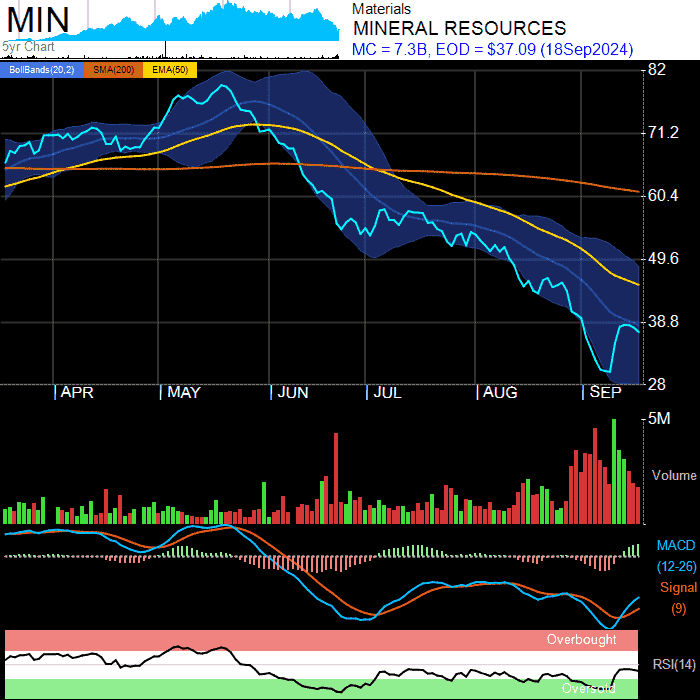 MIN
5yr Chart
Materials
MINERAL RESOURCES
MC = 7.3B, EOD = $37.09 (18Sep2024)
BollBands(20,2) SMA(200) EMA(50)
82
71.2
60.4
49.6
38.8
28
APR MAY JUN JUL AUG SEP
5M
Volume
MACD
(12-26)
Signal
(9)
Overbought
RSI(14)
Oversold